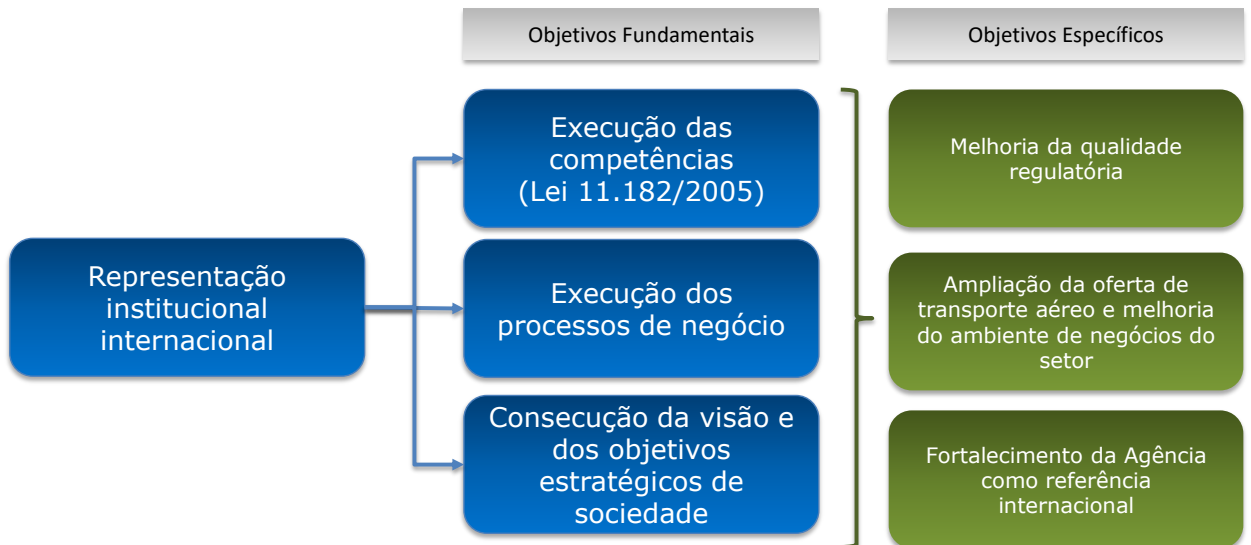 Objetivos Fundamentais
Objetivos Específicos
Representação
institucional
internacional
Execução das
competências
(Lei 11.182/2005)
Execução dos
processos de negócio
Consecução da visão e
dos objetivos
estratégicos de
sociedade
Melhoria da qualidade
regulatória
Ampliação da oferta de
transporte aéreo e melhoria
do ambiente de negócios do
setor
Fortalecimento da Agência
como referência
internacional